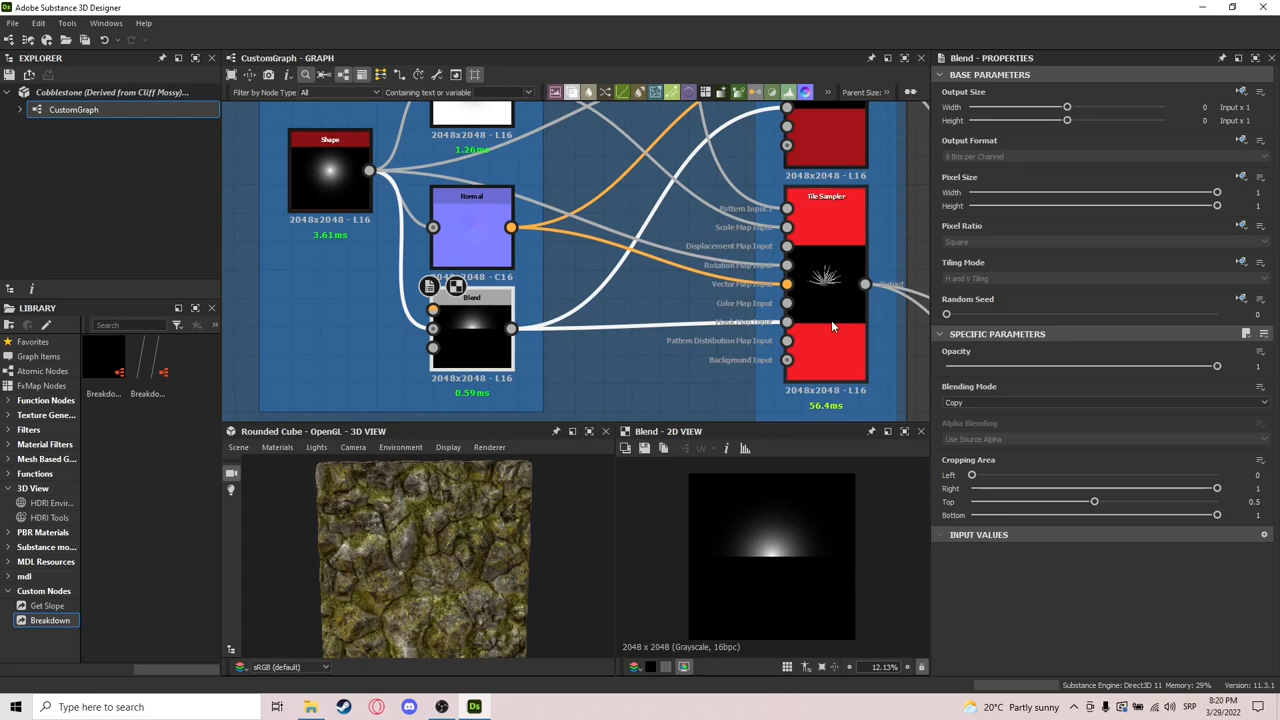 Adobe Substance 3D Designer
File Edit Tools Windows Help
EXPLORER
Cobblestone (Derived from Cliff Mossy)...
CustomGraph
LIBRARY
Search
Favorites
Graph Items
Atomic Nodes
FxMap Nodes
Function Nodes
Texture Gene...
Filters
Material Filters
Mesh Based G...
Functions
3D View
HDRI Envir...
HDRI Tools
PBR Materials
Substance mo...
MDL Resources
mdl
Custom Nodes
Get Slope
Breakdown
Breakdo...
Breakdo...
CustomGraph - GRAPH
Filter by Node Type All
Containing text or variable
Parent Size:
Shape
2048x2048 - L16
3.61ms
2048x2048 - L16
1.26ms
Normal
2048x2048 - C16
Blend
2048x2048 - L16
0.59ms
2048x2048 - L16
Tile Sampler
Pattern Input 1
Scale Map Input
Displacement Map Input
Rotation Map Input
Vector Map Input
Color Map Input
Mask Map Input
Pattern Distribution Map Input
Background Input
Output
2048x2048 - L16
56.4ms
Rounded Cube - OpenGL - 3D VIEW
Scene Materials Lights Camera Environment Display Renderer
sRGB (default)
Blend - 2D VIEW
UV
2048 x 2048 (Grayscale, 16bpc)
12.13%
Blend - PROPERTIES
BASE PARAMETERS
Output Size
Width 0 Input x 1
Height 0 Input x 1
Output Format
8 Bits per Channel
Pixel Size
Width 1
Height 1
Pixel Ratio
Square
Tiling Mode
H and V Tiling
Random Seed
0
SPECIFIC PARAMETERS
Opacity
1
Blending Mode
Copy
Alpha Blending
Use Source Alpha
Cropping Area
Left 0
Right 1
Top 0.5
Bottom 1
INPUT VALUES
Substance Engine: Direct3D 11 Memory: 29% Version: 11.3.1
Type here to search
Ds
20°C Partly sunny
SRP
8:20 PM
3/29/2022